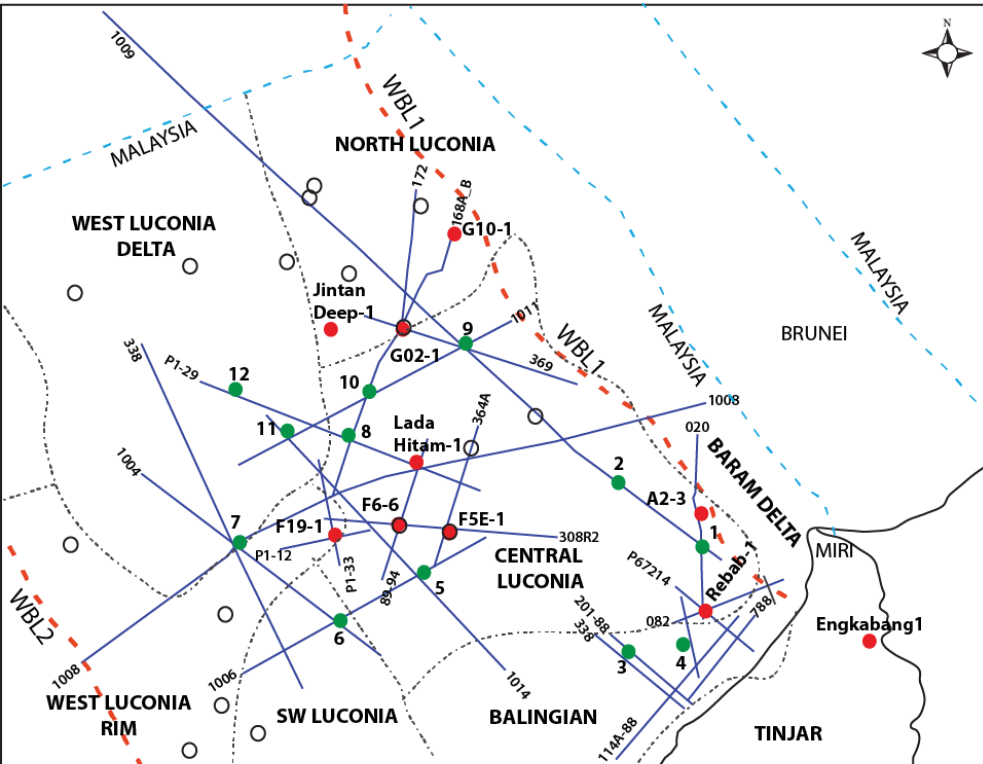 N
1009
WBL1
MALAYSIA
NORTH LUCONIA
172
168A_B
WEST LUCONIA
DELTA
G10-1
MALAYSIA
Jintan
Deep-1
1011
MALAYSIA
BRUNEI
9
G02-1
WBL1
338
P1-29
369
12
10
364A
1008
Lada
Hitam-1
020
11
8
BARAM DELTA
1004
2
A2-3
F6-6
F5E-1
7
F19-1
1
308R2
MIRI
P1-12
CENTRAL
LUCONIA
P67214
Rebab-1
P1-33
89-94
5
WBL2
201-88
788
338
082
Engkabang1
6
3
4
1008
1006
1014
WEST LUCONIA
RIM
SW LUCONIA
BALINGIAN
114A-88
TINJAR